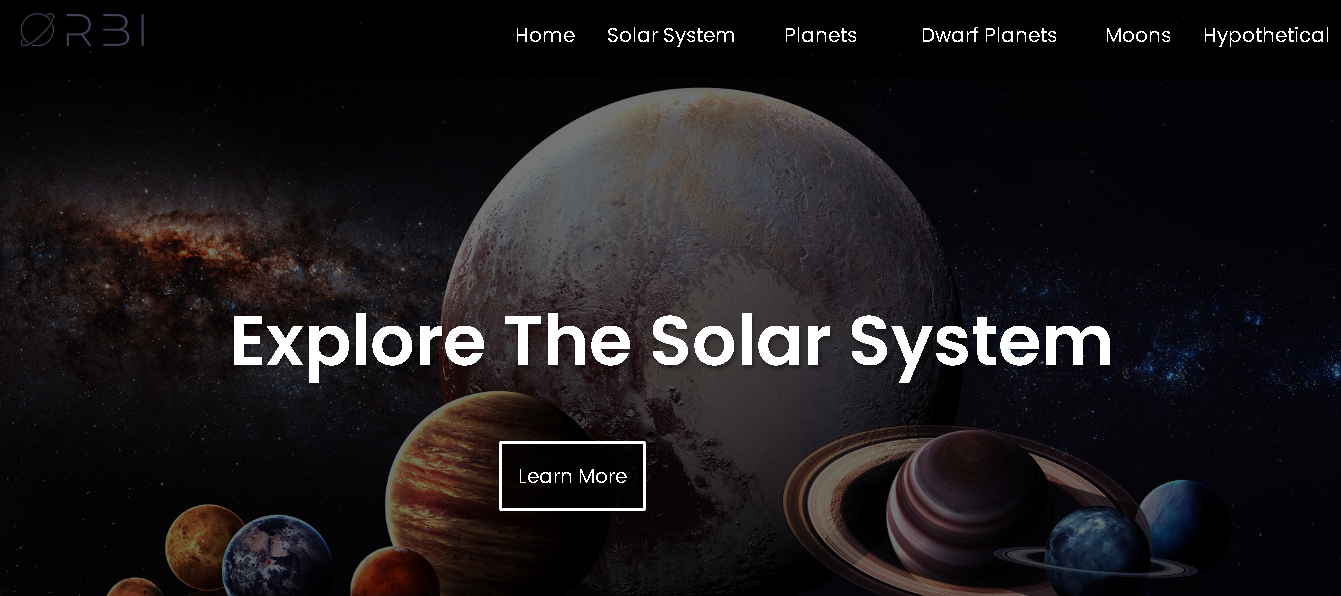 ØRBI
Home Solar System Planets Dwarf Planets Moons Hypothetical
Explore The Solar System
Learn More